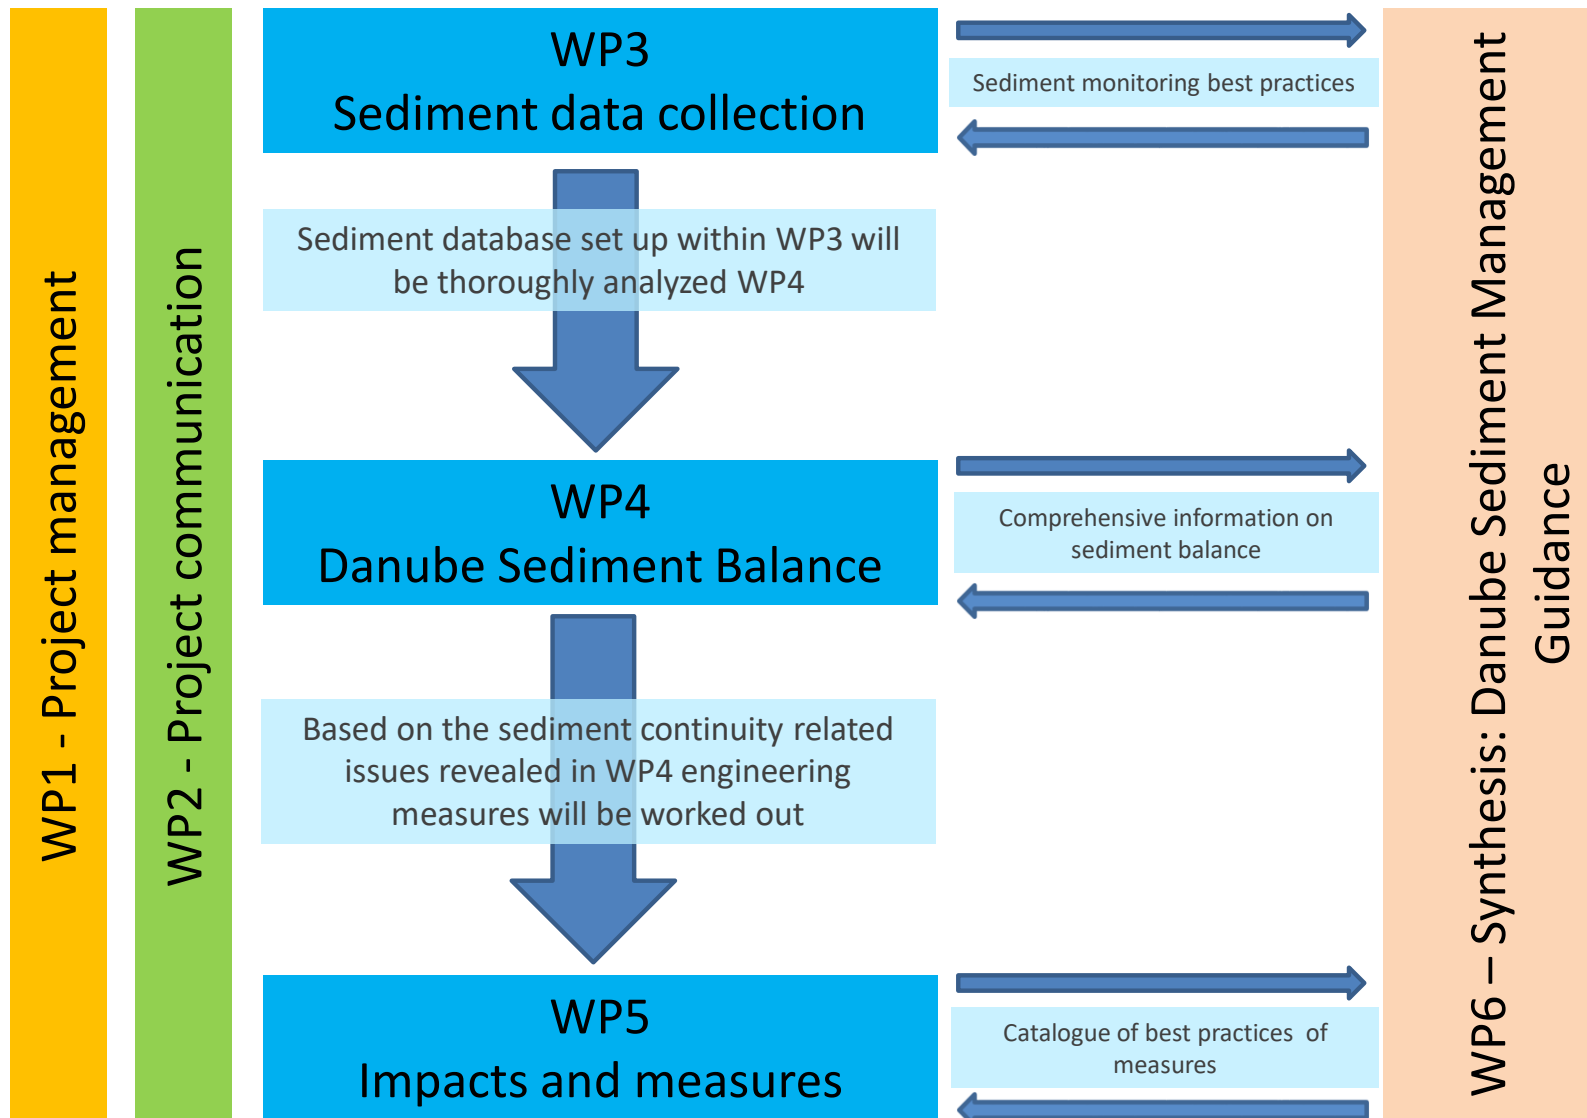 WP1 - Project management
WP2 - Project communication
WP3
Sediment data collection
Sediment monitoring best practices
Sediment database set up within WP3 will
be thoroughly analyzed WP4
WP4
Danube Sediment Balance
Comprehensive information on
sediment balance
Based on the sediment continuity related
issues revealed in WP4 engineering
measures will be worked out
WP5
Impacts and measures
Catalogue of best practices of
measures
WP6 – Synthesis: Danube Sediment Management
Guidance